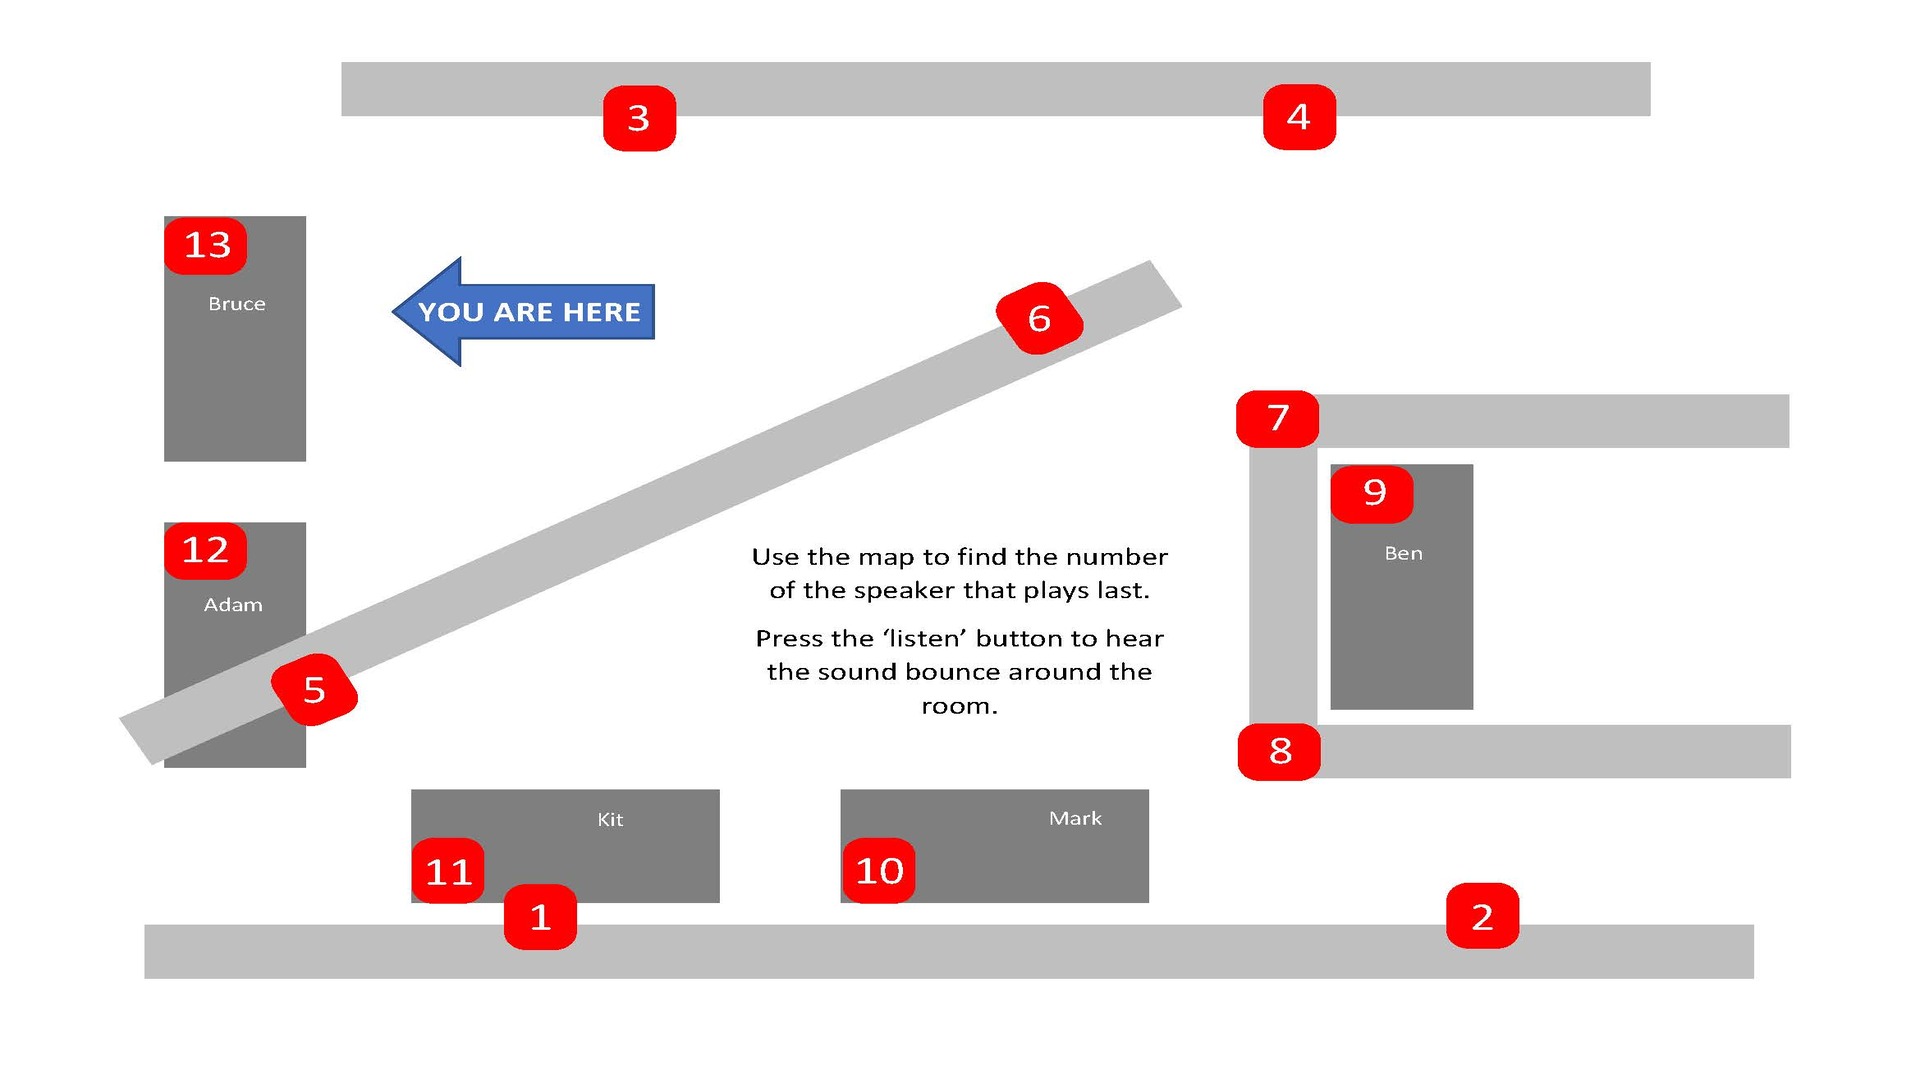 3
4
13
Bruce
YOU ARE HERE
6
7
9
Ben
12
Adam
Use the map to find the number
of the speaker that plays last.
Press the ‘listen’ button to hear
the sound bounce around the
room.
5
8
Kit
Mark
11
10
1
2